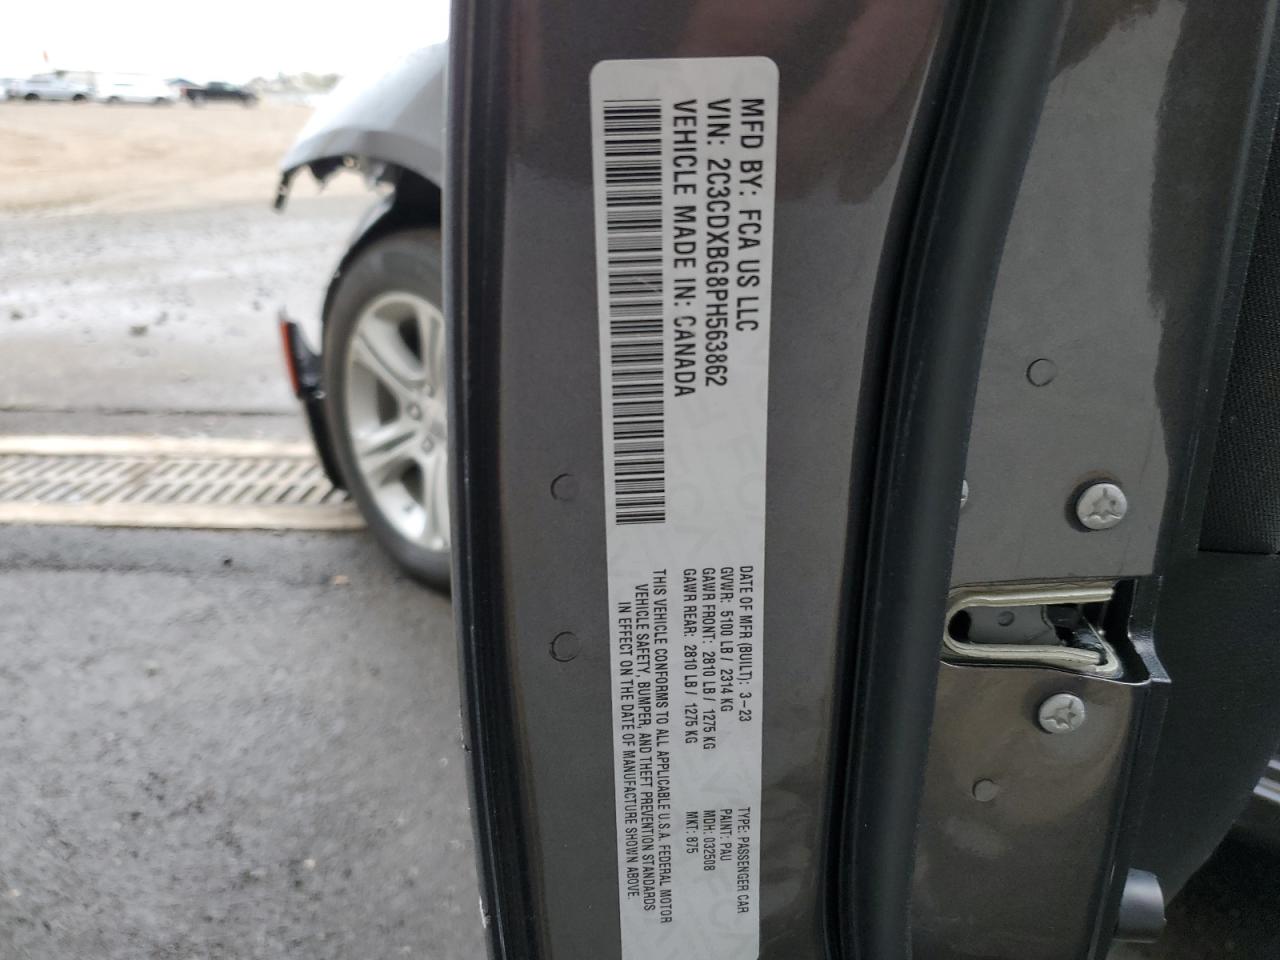 MFD BY: FCA US LLC
VIN: 2C3CDXBG8PH563862
VEHICLE MADE IN: CANADA
DATE OF MFR (BUILT): 3-23
GVWR: 5100 LB / 2314 KG
GAWR FRONT: 2810 LB / 1275 KG
GAWR REAR: 2810 LB / 1275 KG
THIS VEHICLE CONFORMS TO ALL APPLICABLE U.S.A. FEDERAL MOTOR
VEHICLE SAFETY, BUMPER, AND THEFT PREVENTION STANDARDS
IN EFFECT ON THE DATE OF MANUFACTURE SHOWN ABOVE.
TYPE: PASSENGER CAR
PAINT: PAU
MDH: 032508
MKT: 875